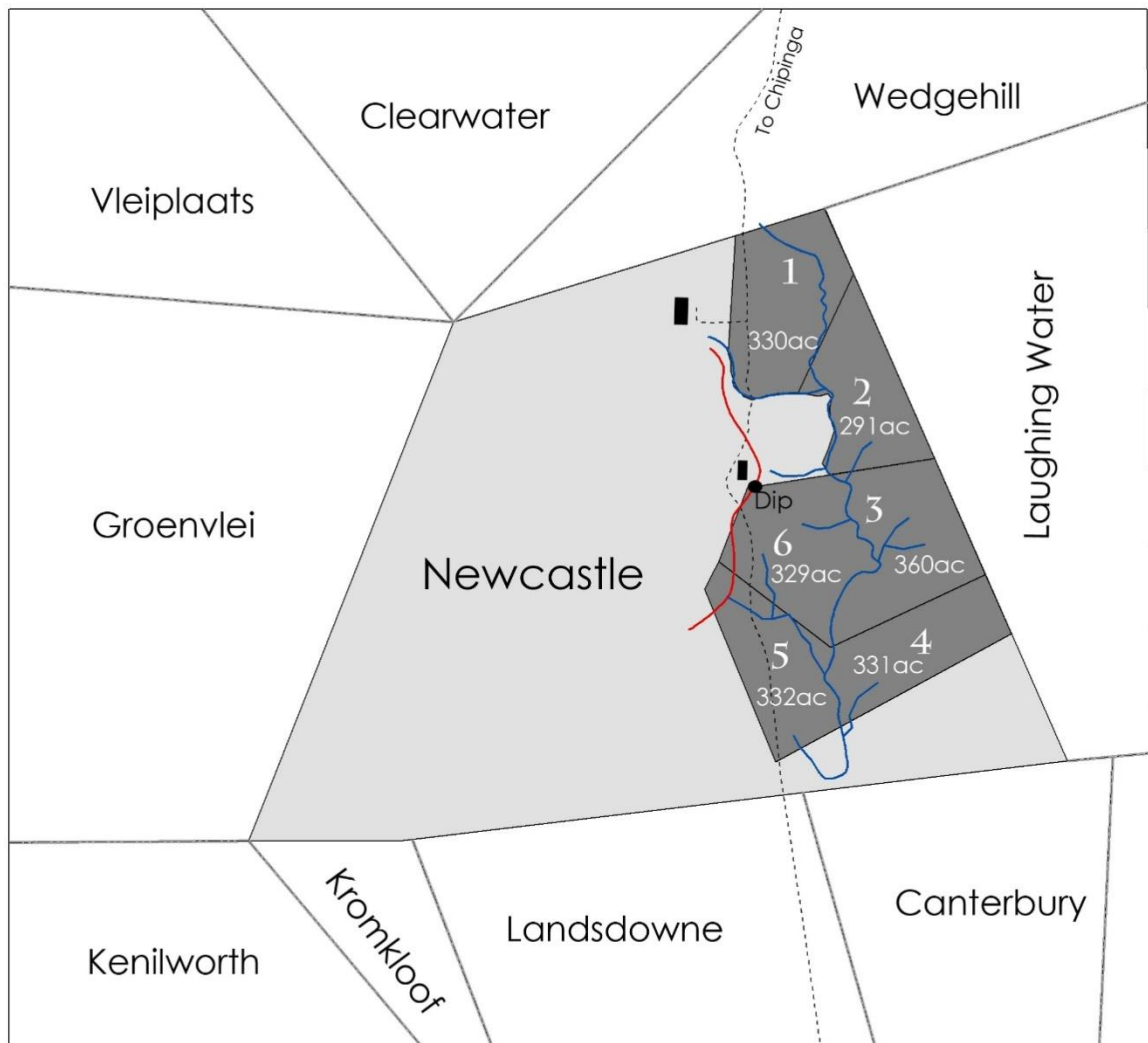 Clearwater
To Chipinga
Wedgehill
Vleiplaats
1
330ac
2
291ac
Laughing Water
Groenvlei
Newcastle
Dip
3
360ac
6
329ac
5
332ac
4
331ac
Kenilworth
Kromkloof
Landsdowne
Canterbury